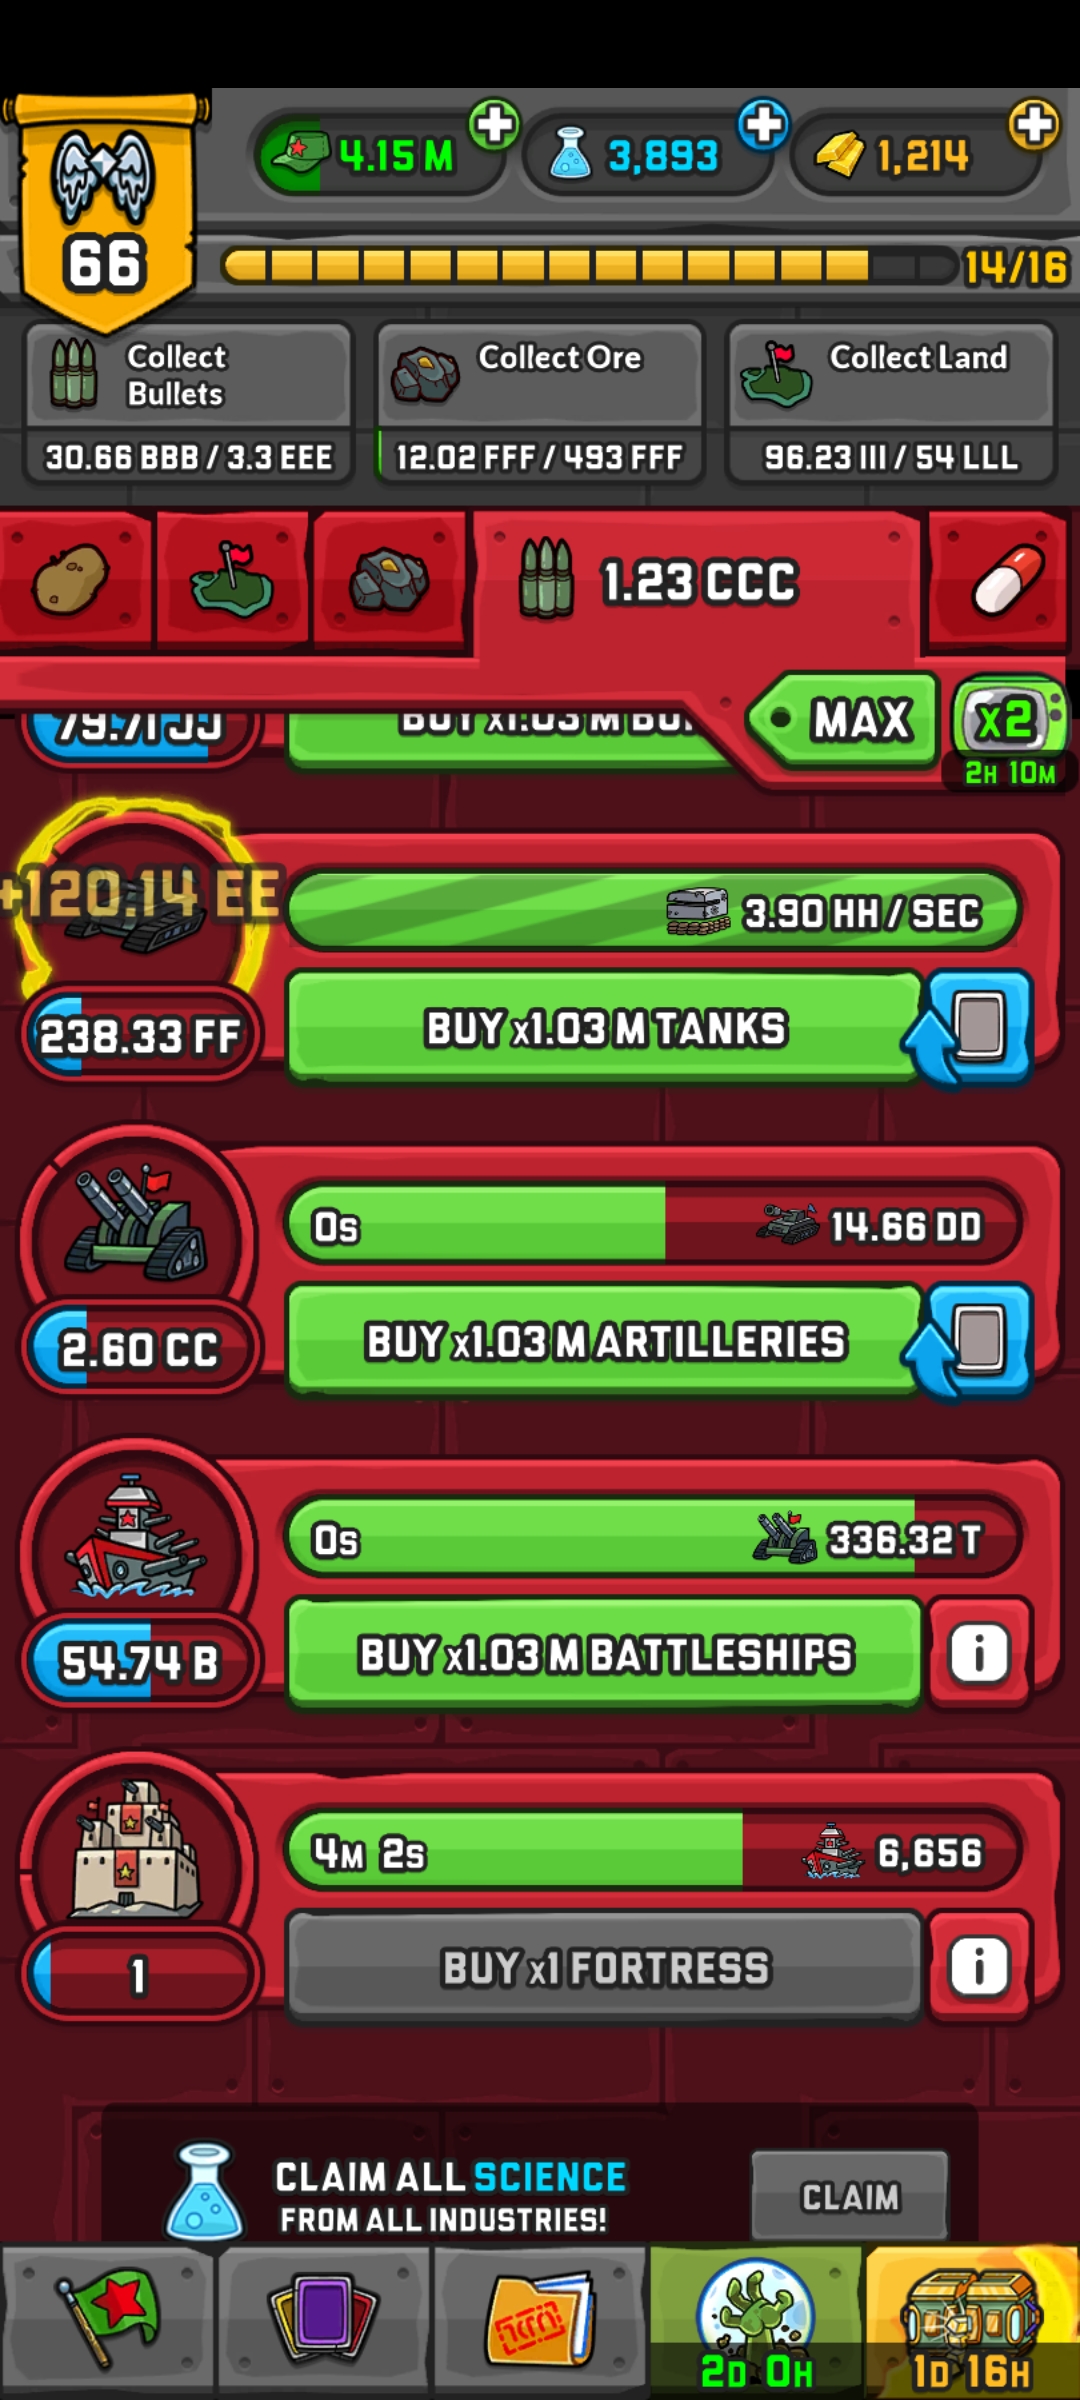 4.15 M
3,893
1,214
66
14/16
Collect
Bullets
Collect Ore
Collect Land
30.66 BBB / 3.3 EEE
12.02 FFF / 493 FFF
96.23 III / 54 LLL
1.23 CCC
MAX
x2
2H 10M
79.71 JJ
BUY x1.03 M
+120.14 EE
3.90 HH / SEC
238.33 FF
BUY x1.03 M TANKS
0s
14.66 DD
2.60 CC
BUY x1.03 M ARTILLERIES
0s
336.32 T
54.74 B
BUY x1.03 M BATTLESHIPS
i
4M 2s
6,656
1
BUY x1 FORTRESS
i
CLAIM ALL SCIENCE
FROM ALL INDUSTRIES!
CLAIM
2D 0H
1D 16H